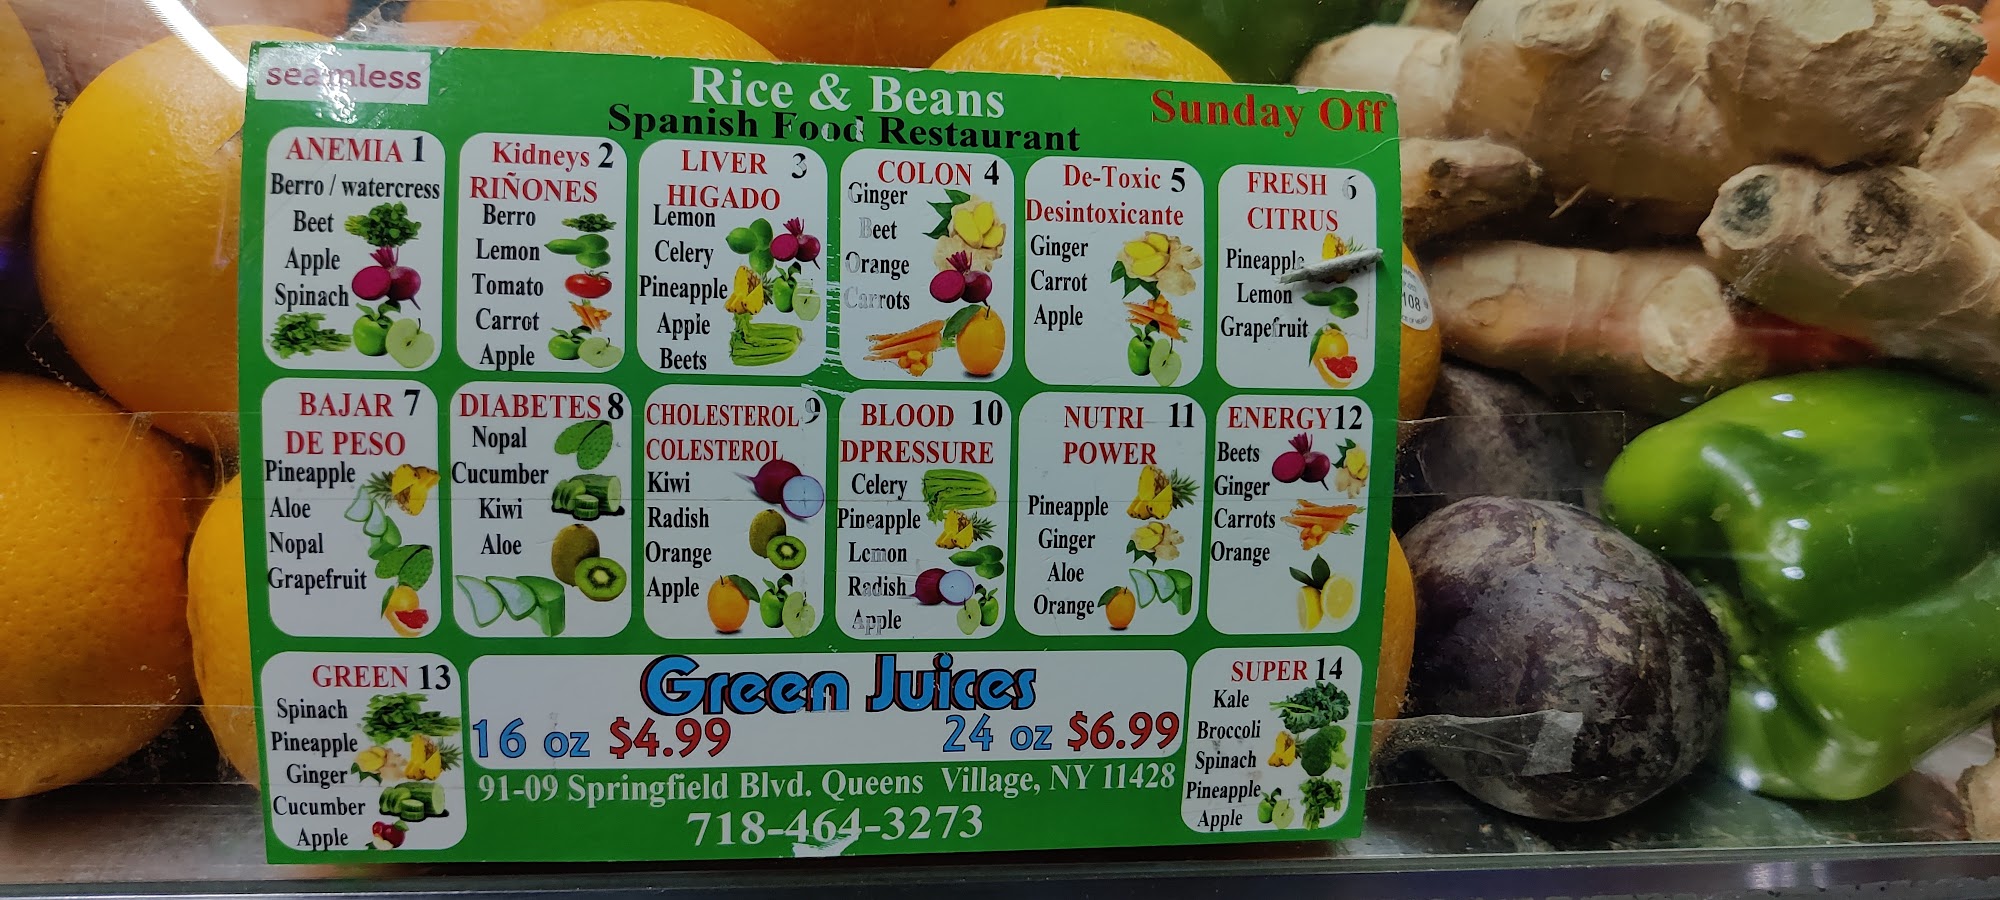 seamless
Rice & Beans
Spanish Food Restaurant
Sunday Off
ANEMIA 1
Berro / watercress
Beet
Apple
Spinach
Kidneys 2
RIÑONES
Berro
Lemon
Tomato
Carrot
Apple
LIVER 3
HIGADO
Lemon
Celery
Pineapple
Apple
Beets
COLON 4
Ginger
Beet
Orange
Carrots
De-Toxic 5
Desintoxicante
Ginger
Carrot
Apple
FRESH 6
CITRUS
Pineapple
Lemon
Grapefruit
BAJAR 7
DE PESO
Pineapple
Aloe
Nopal
Grapefruit
DIABETES 8
Nopal
Cucumber
Kiwi
Aloe
CHOLESTEROL 9
COLESTEROL
Kiwi
Radish
Orange
Apple
BLOOD 10
DPRESSURE
Celery
Pineapple
Lemon
Radish
Apple
NUTRI 11
POWER
Pineapple
Ginger
Aloe
Orange
ENERGY 12
Beets
Ginger
Carrots
Orange
GREEN 13
Spinach
Pineapple
Ginger
Cucumber
Apple
Green Juices
16 oz $4.99
24 oz $6.99
91-09 Springfield Blvd. Queens Village, NY 11428
718-464-3273
SUPER 14
Kale
Broccoli
Spinach
Pineapple
Apple